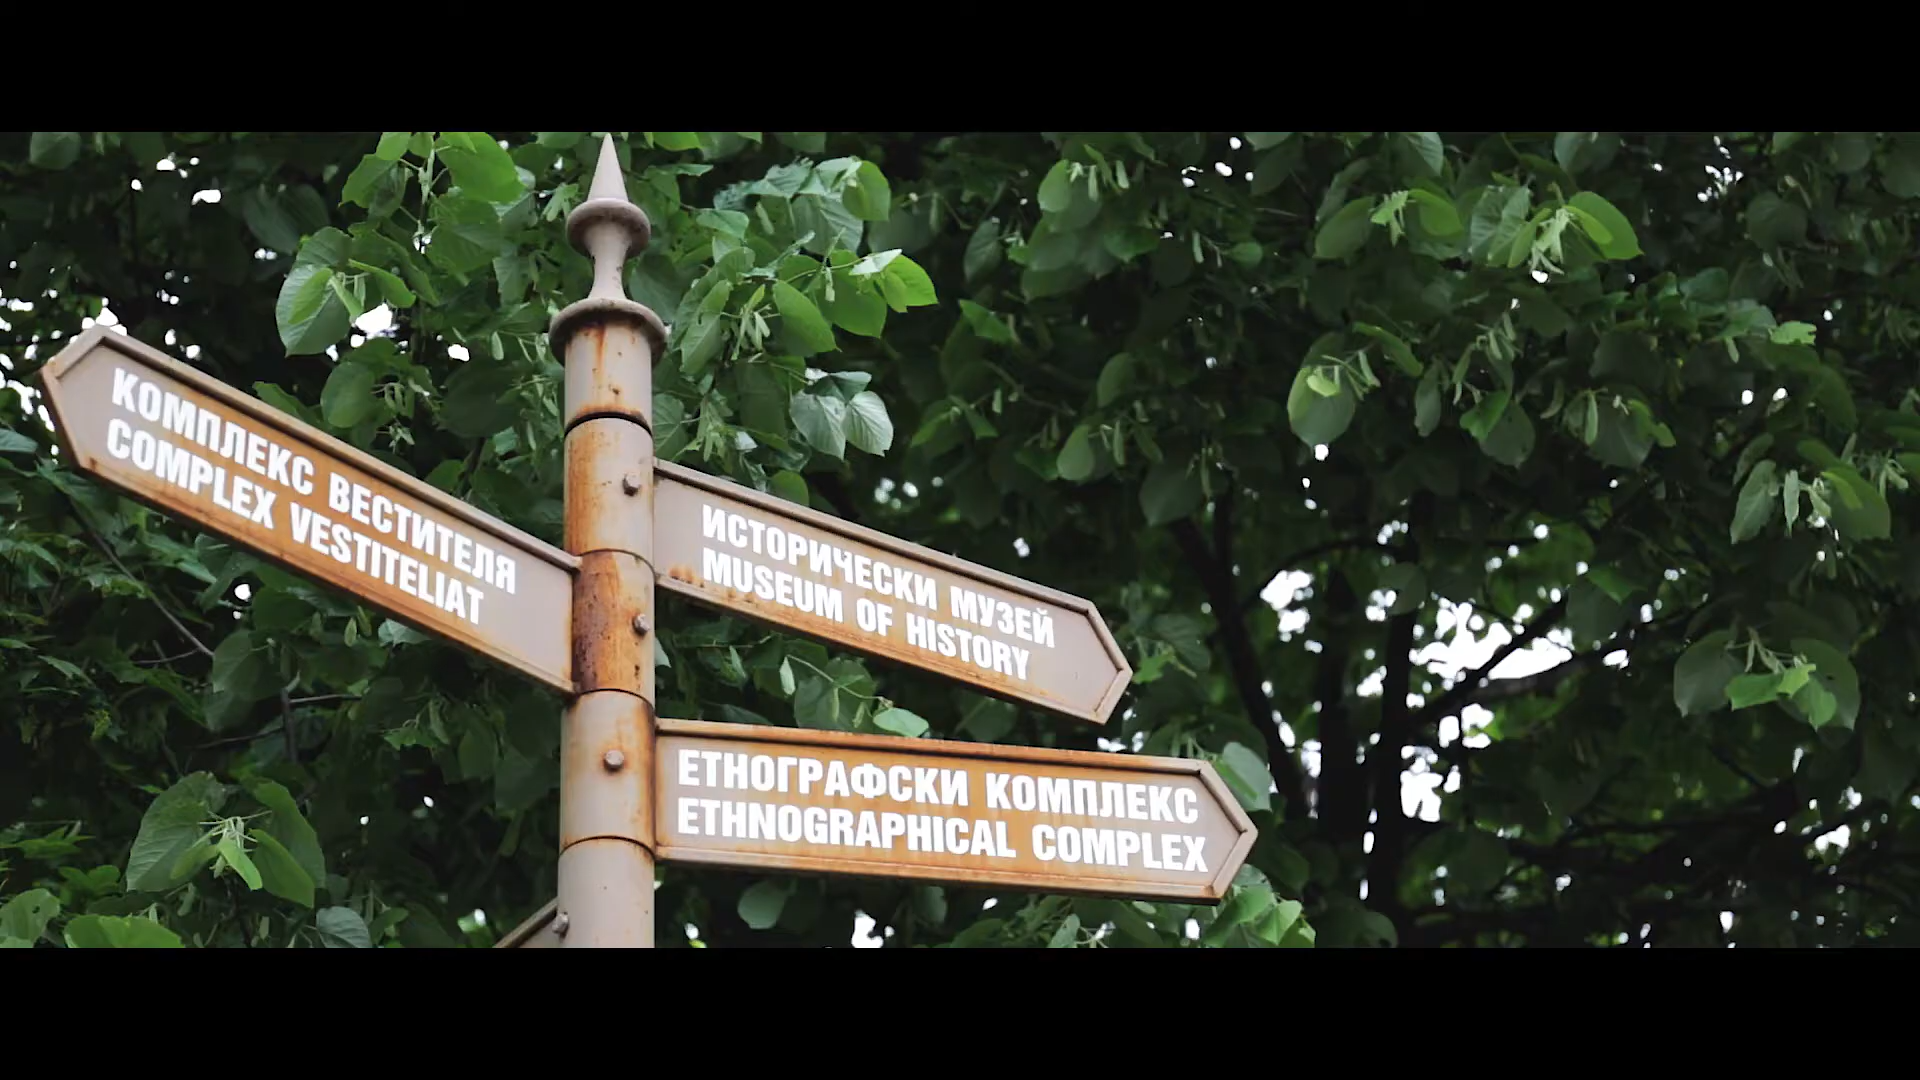 КОМПЛЕКС ВЕСТИТЕЛЯ
COMPLEX VESTITELIAT
ИСТОРИЧЕСКИ МУЗЕЙ
MUSEUM OF HISTORY
ЕТНОГРАФСКИ КОМПЛЕКС
ETHNOGRAPHICAL COMPLEX